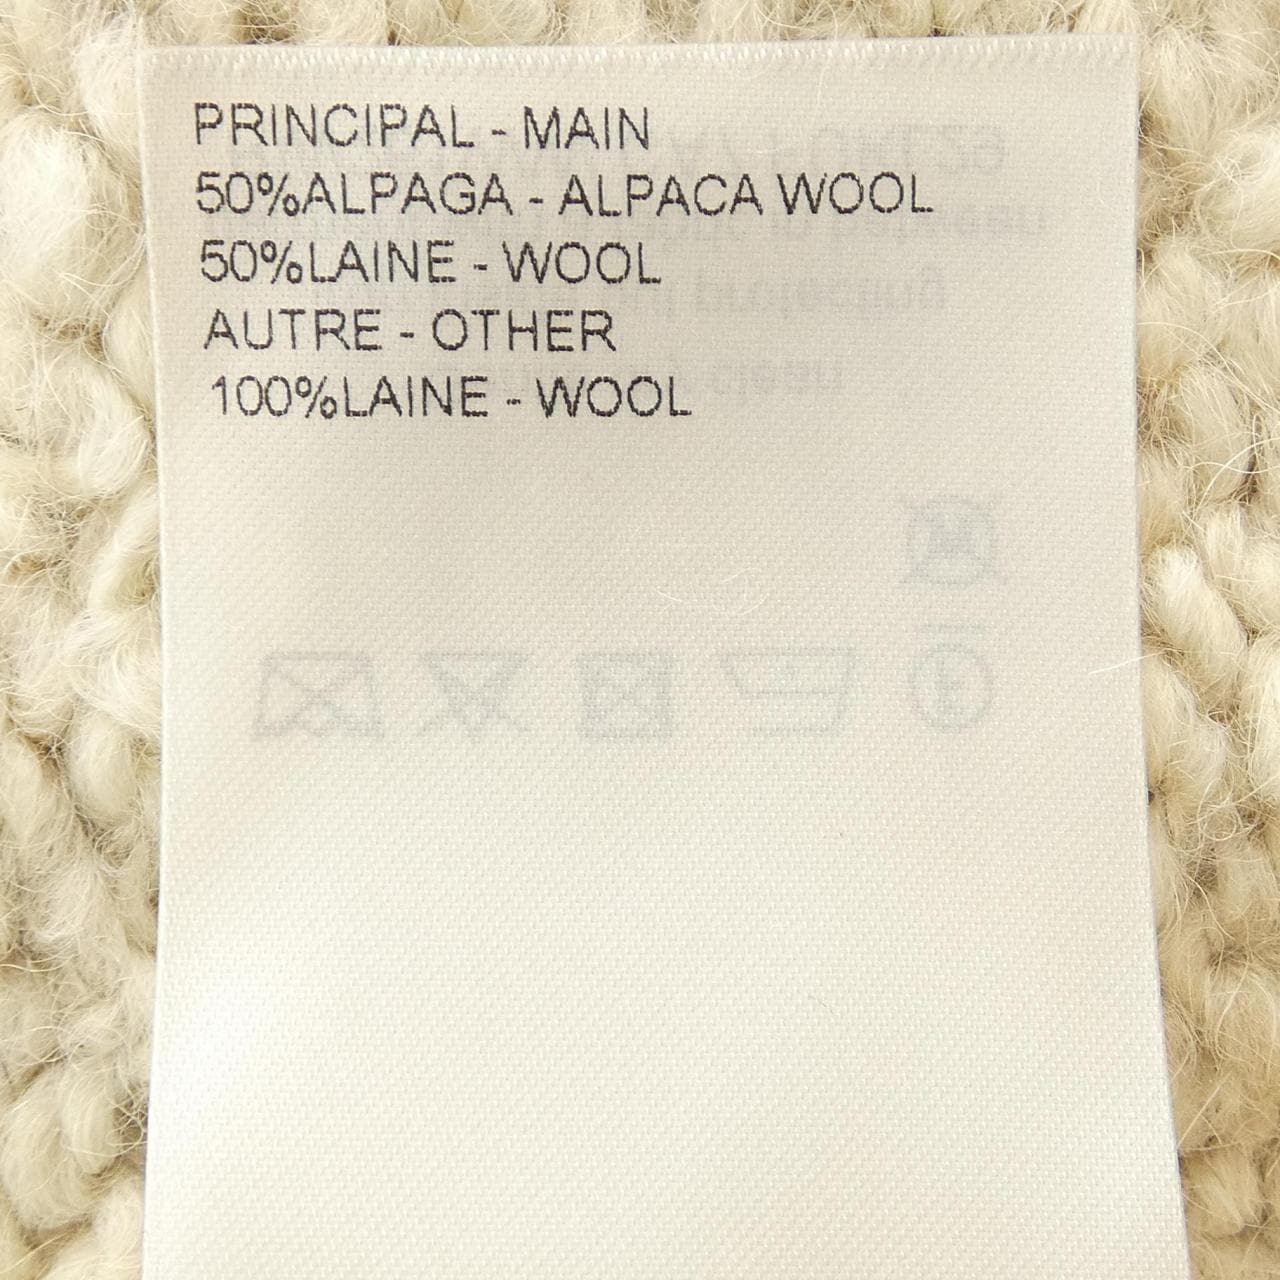 PRINCIPAL - MAIN
50%ALPAGA - ALPACA WOOL
50%LAINE - WOOL
AUTRE - OTHER
100%LAINE - WOOL